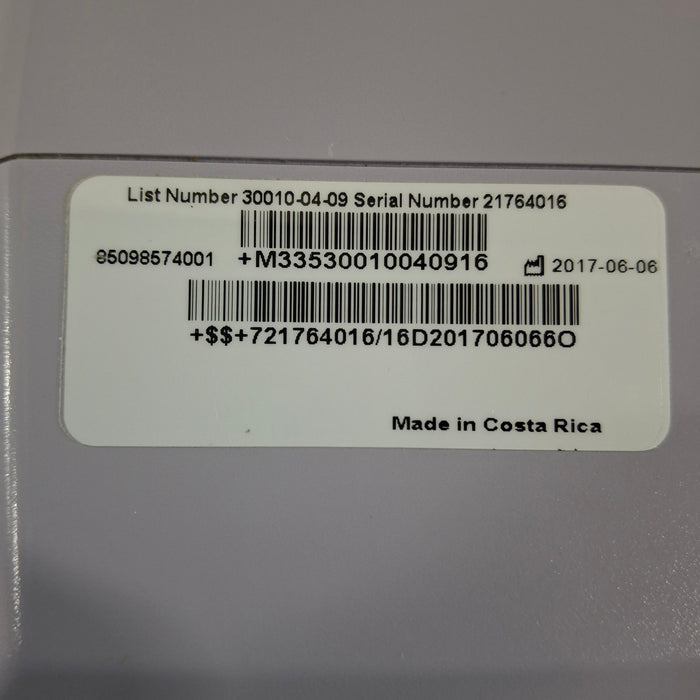 List Number 30010-04-09 Serial Number 21764016
85098574001 +M33530010040916 2017-06-06
+$$+721764016/16D201706066O
Made in Costa Rica